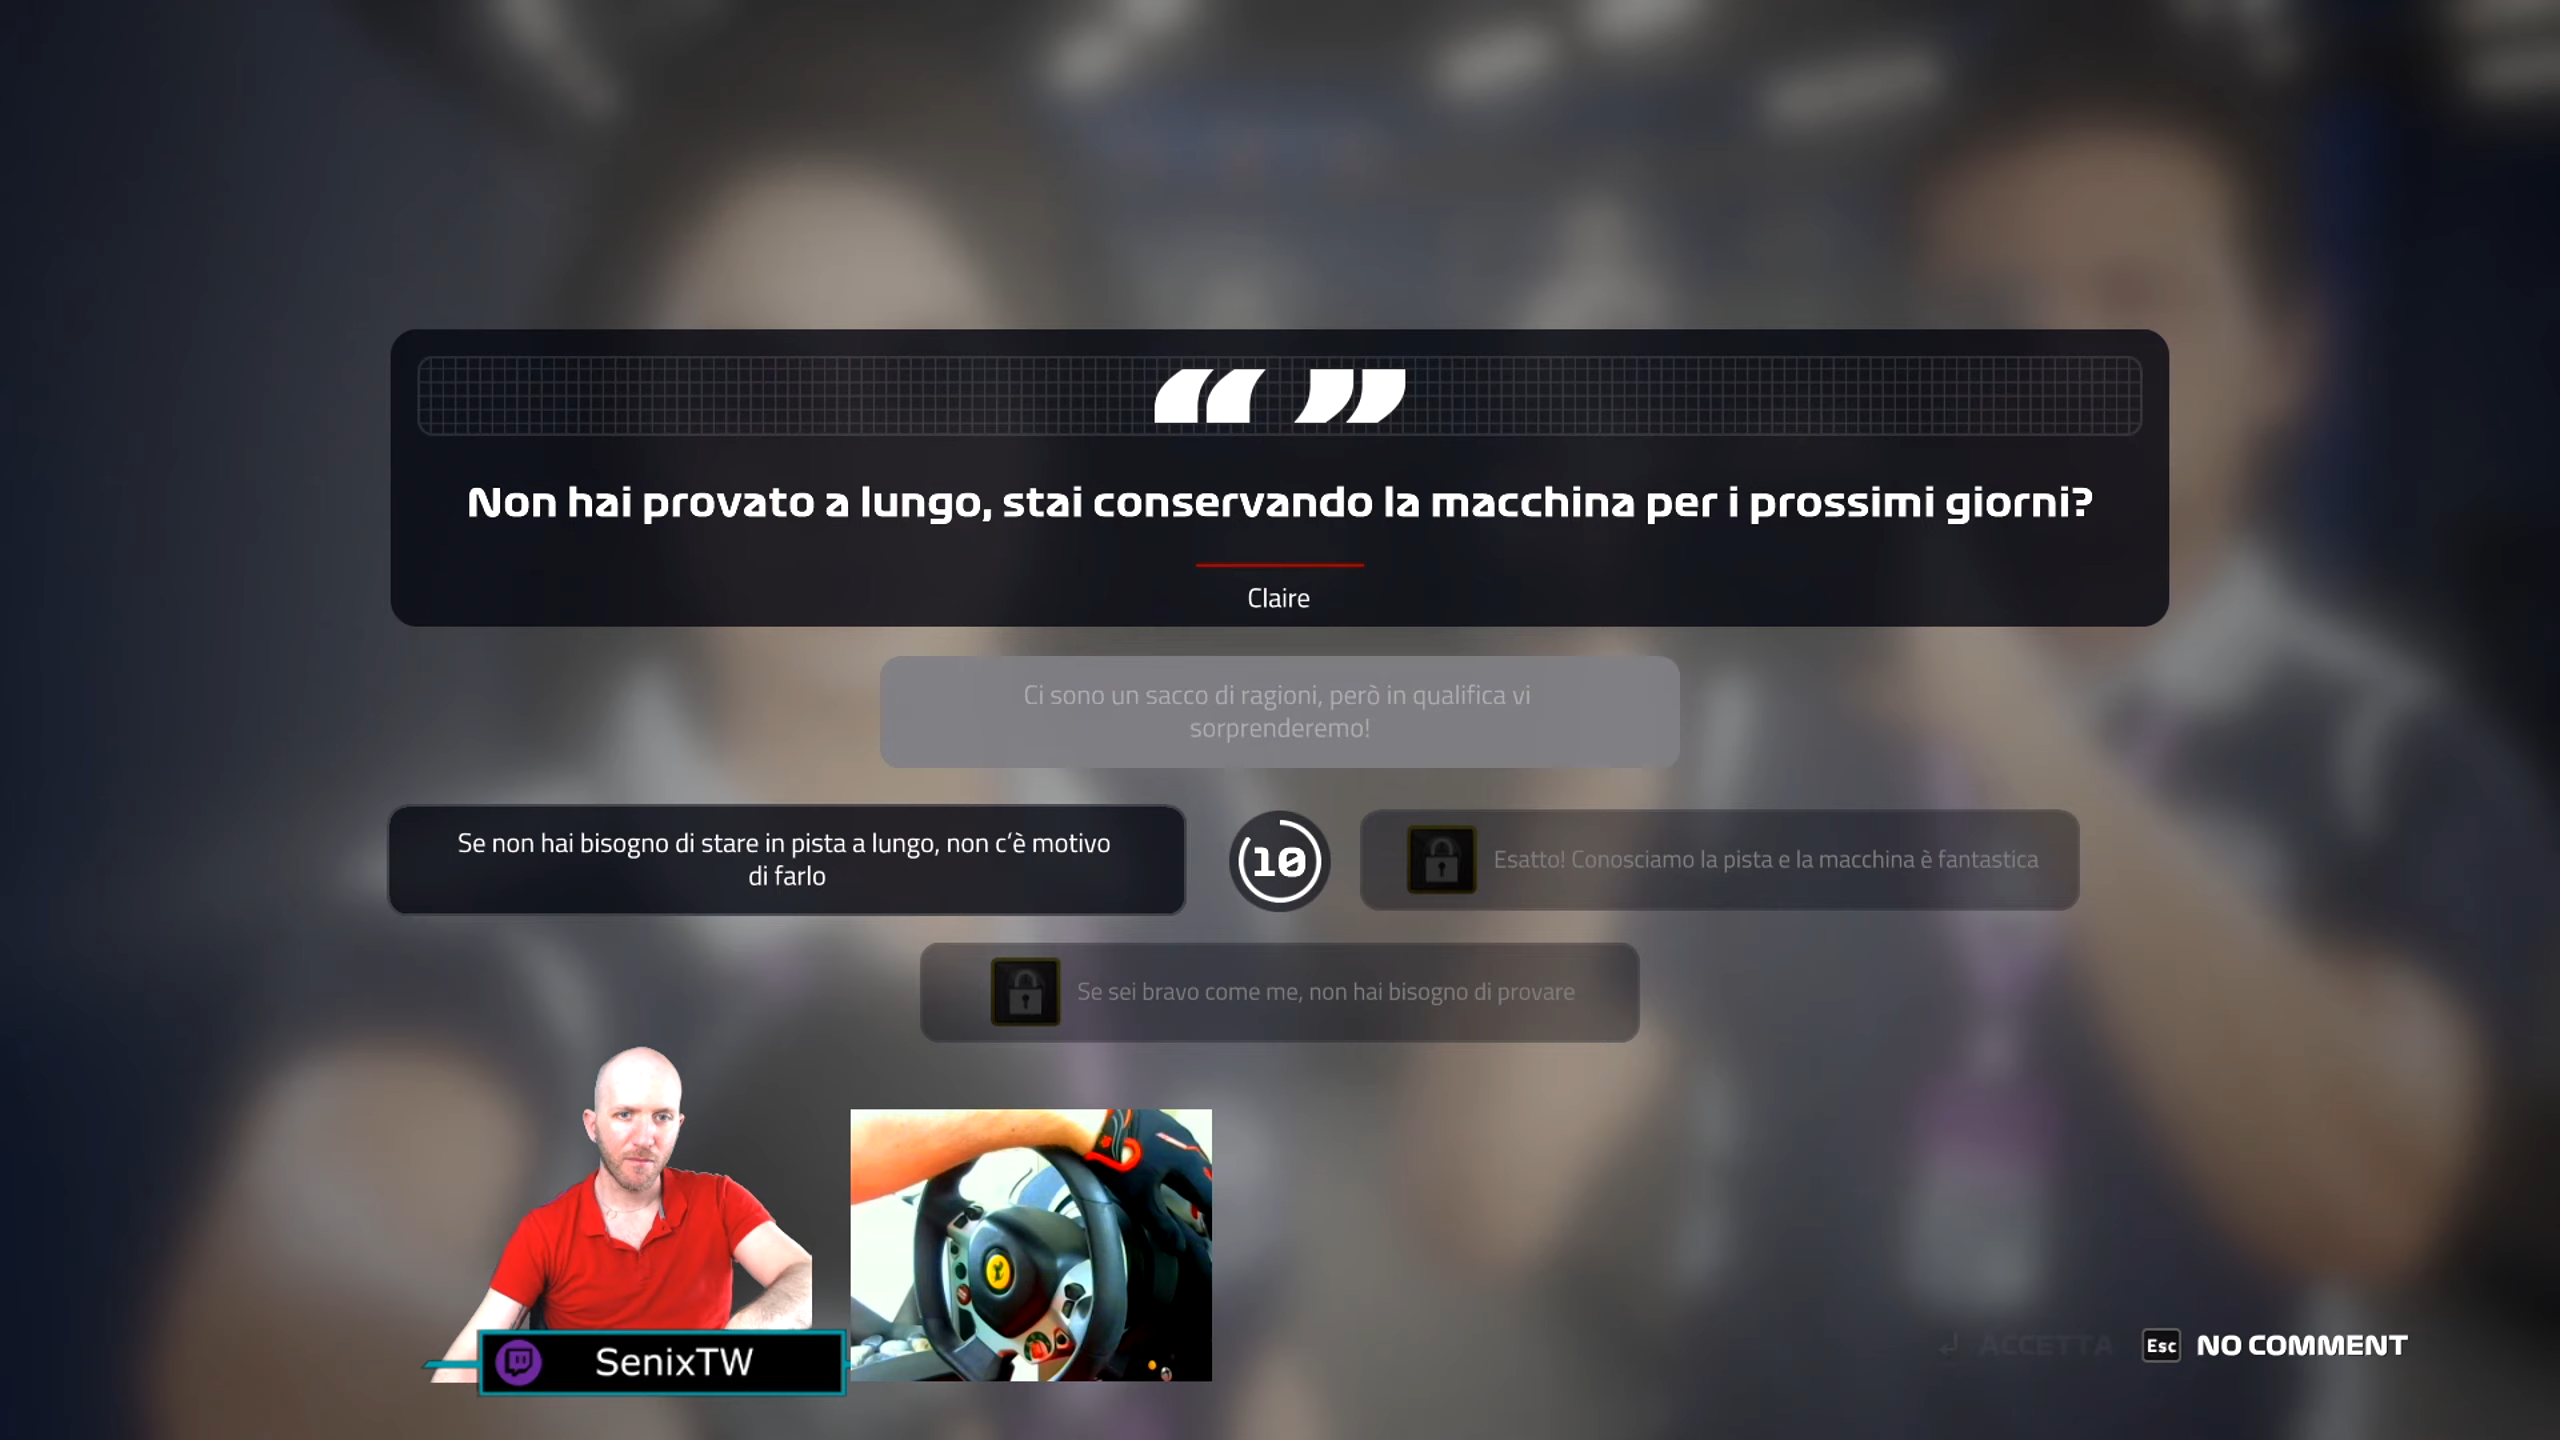 “ ”
Non hai provato a lungo, stai conservando la macchina per i prossimi giorni?
Claire
Ci sono un sacco di ragioni, però in qualifica vi
sorprenderemo!
Se non hai bisogno di stare in pista a lungo, non c'è motivo
di farlo
10
Esatto! Conosciamo la pista e la macchina è fantastica
Se sei bravo come me, non hai bisogno di provare
SenixTW
ACCETTA
Esc NO COMMENT